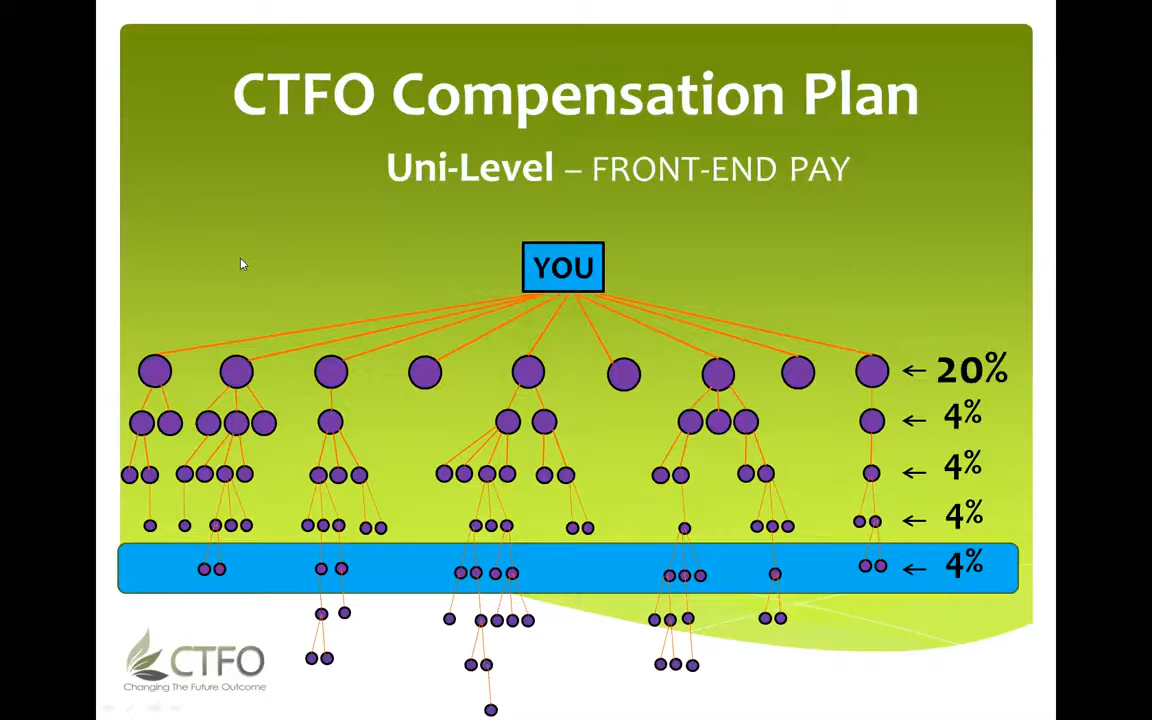 CTFO Compensation Plan
Uni-Level – FRONT-END PAY
YOU
← 20%
← 4%
← 4%
← 4%
← 4%
CTFO
Changing The Future Outcome